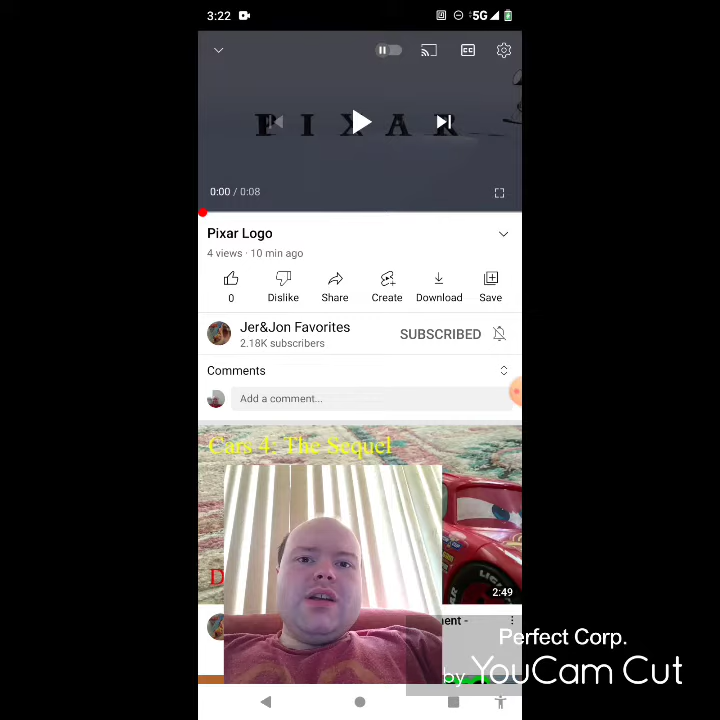 3:22
5G
CC
PIXAR
0:00 / 0:08
Pixar Logo
4 views · 10 min ago
0
Dislike
Share
Create
Download
Save
Jer&Jon Favorites
2.18K subscribers
SUBSCRIBED
Comments
Add a comment...
Cars 4: The Sequel
D
2:49
ent -
Perfect Corp.
by YouCam Cut